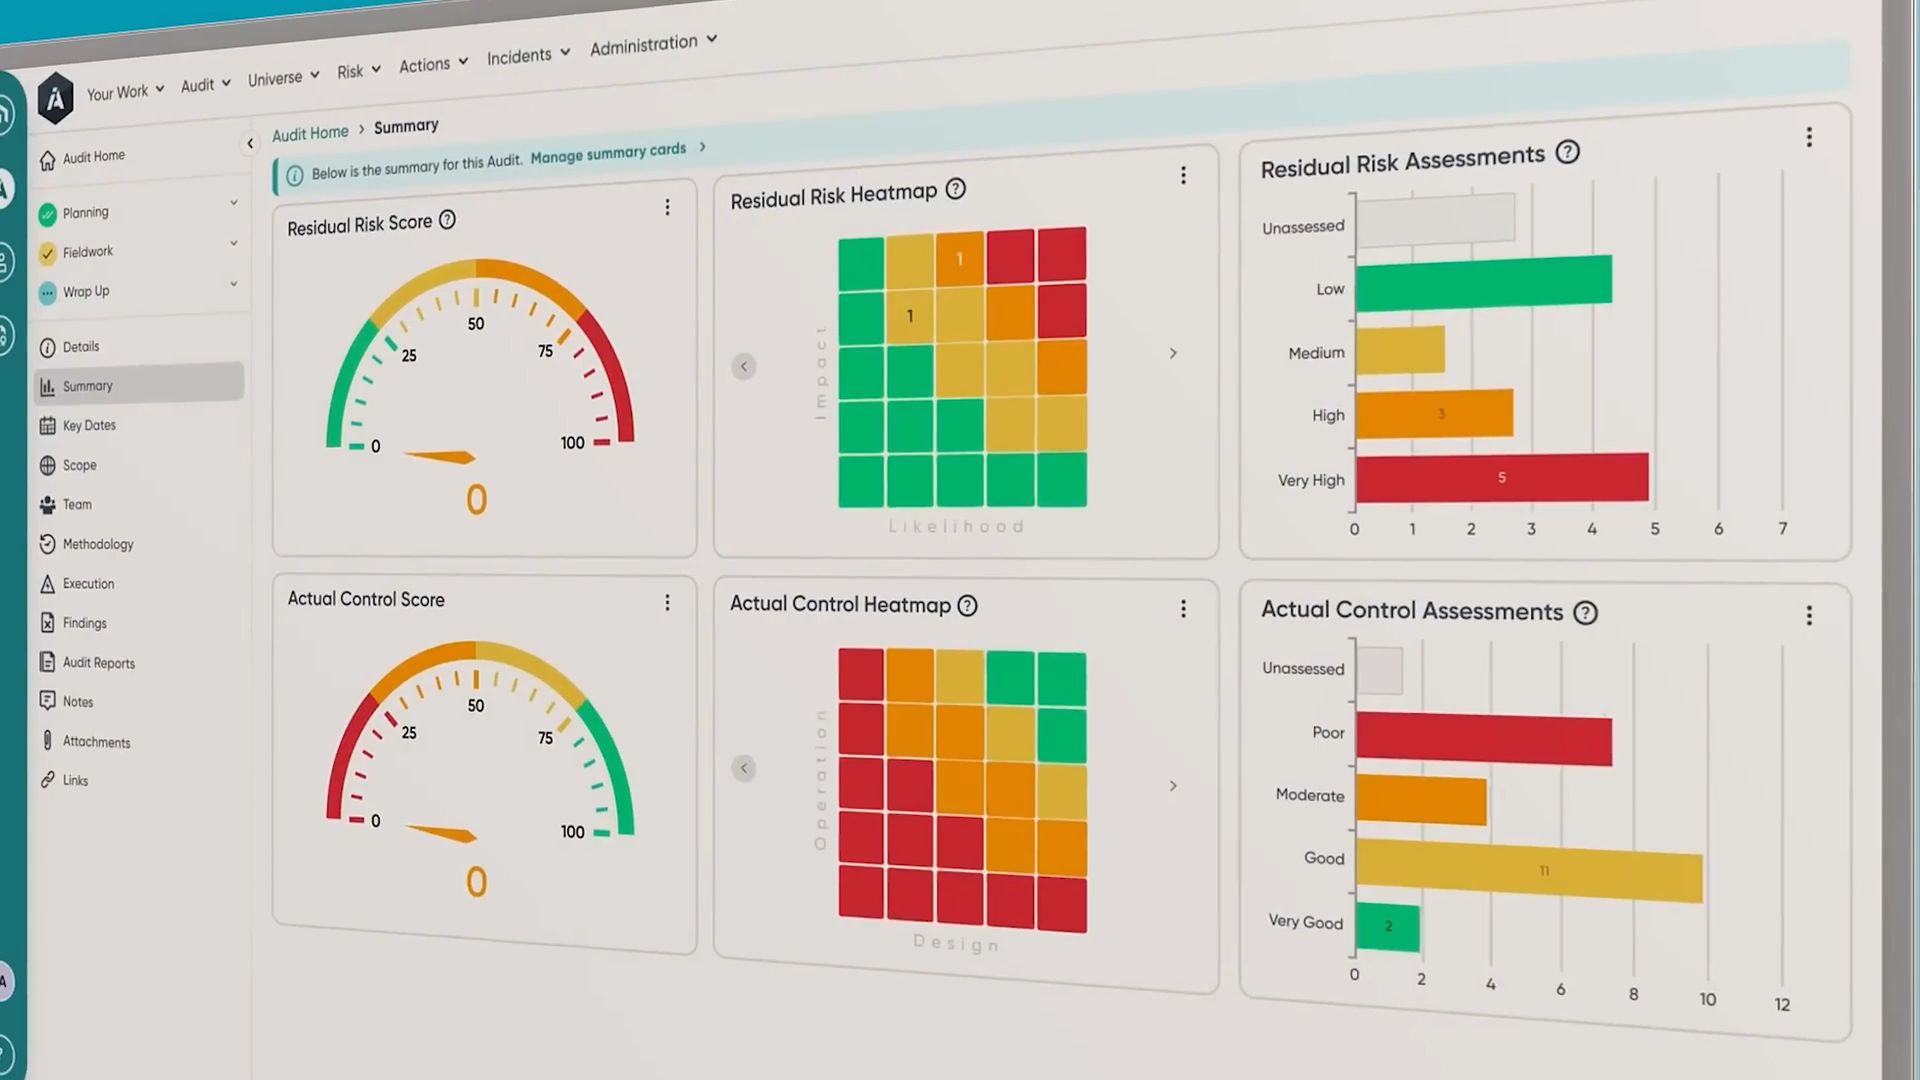 Your Work
Audit
Universe
Risk
Actions
Incidents
Administration
Audit Home
Planning
Fieldwork
Wrap Up
Details
Summary
Key Dates
Scope
Team
Methodology
Execution
Findings
Audit Reports
Notes
Attachments
Links
Audit Home > Summary
Below is the summary for this Audit. Manage summary cards >
Residual Risk Score ?
0
25
50
75
100
0
Residual Risk Heatmap ?
1
1
Impact
Likelihood
Residual Risk Assessments ?
Unassessed
Low
Medium
High 3
Very High 5
0 1 2 3 4 5 6 7
Actual Control Score
0
25
50
75
100
0
Actual Control Heatmap ?
Operation
Design
Actual Control Assessments ?
Unassessed
Poor
Moderate
Good 11
Very Good 2
0 2 4 6 8 10 12